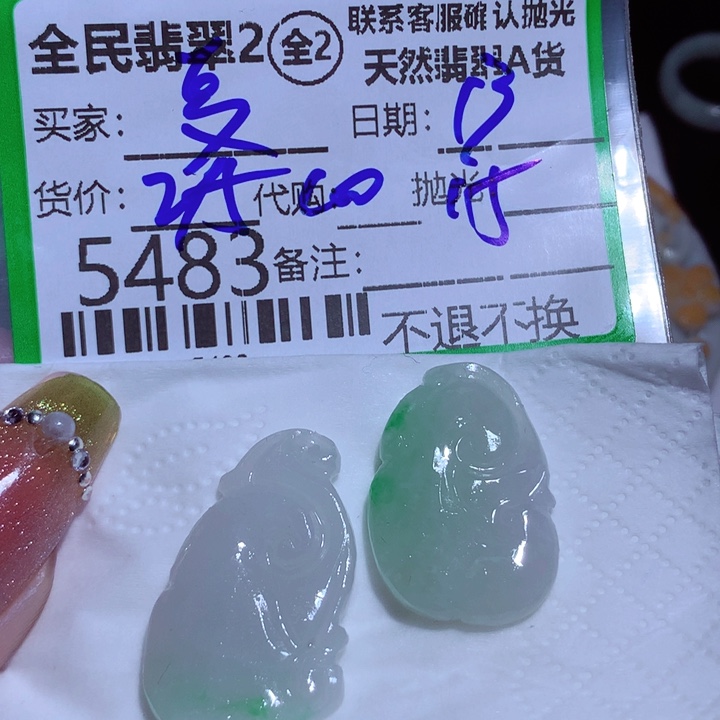 全民翡翠2 全2
联系客服确认抛光
天然翡翠A货
买家:
日期: 13
货价: 代购: 抛光 付
5483 备注:
不退不换